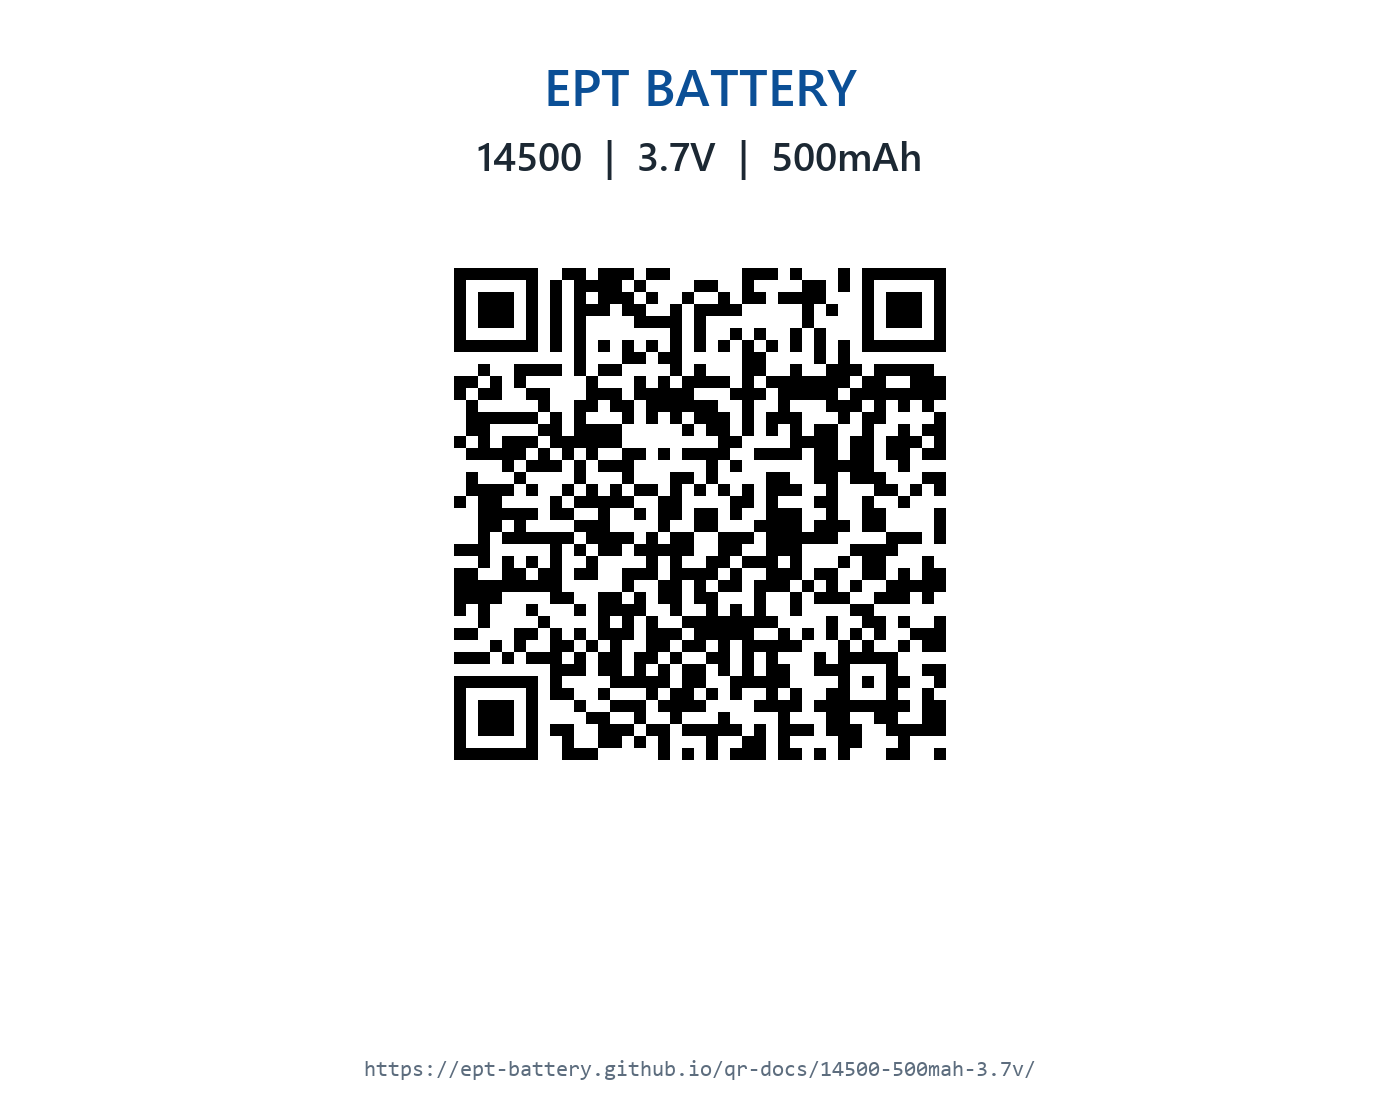 EPT BATTERY
14500 | 3.7V | 500mAh
https://ept-battery.github.io/qr-docs/14500-500mah-3.7v/